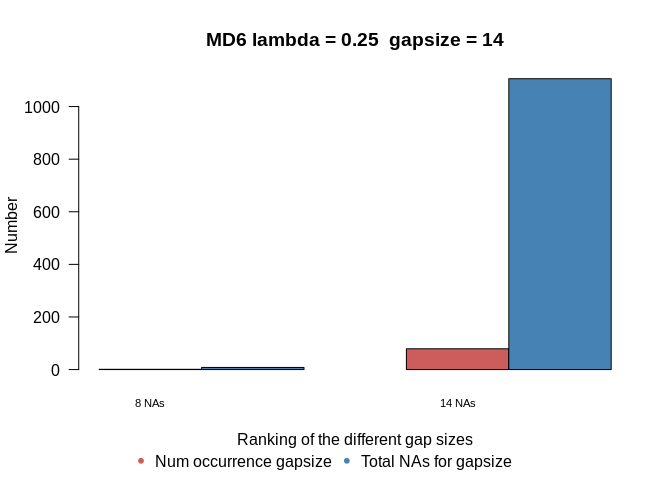 MD6 lambda = 0.25  gapsize = 14
Number
1000
800
600
400
200
0
8 NAs
14 NAs
Ranking of the different gap sizes
Num occurrence gapsize
Total NAs for gapsize